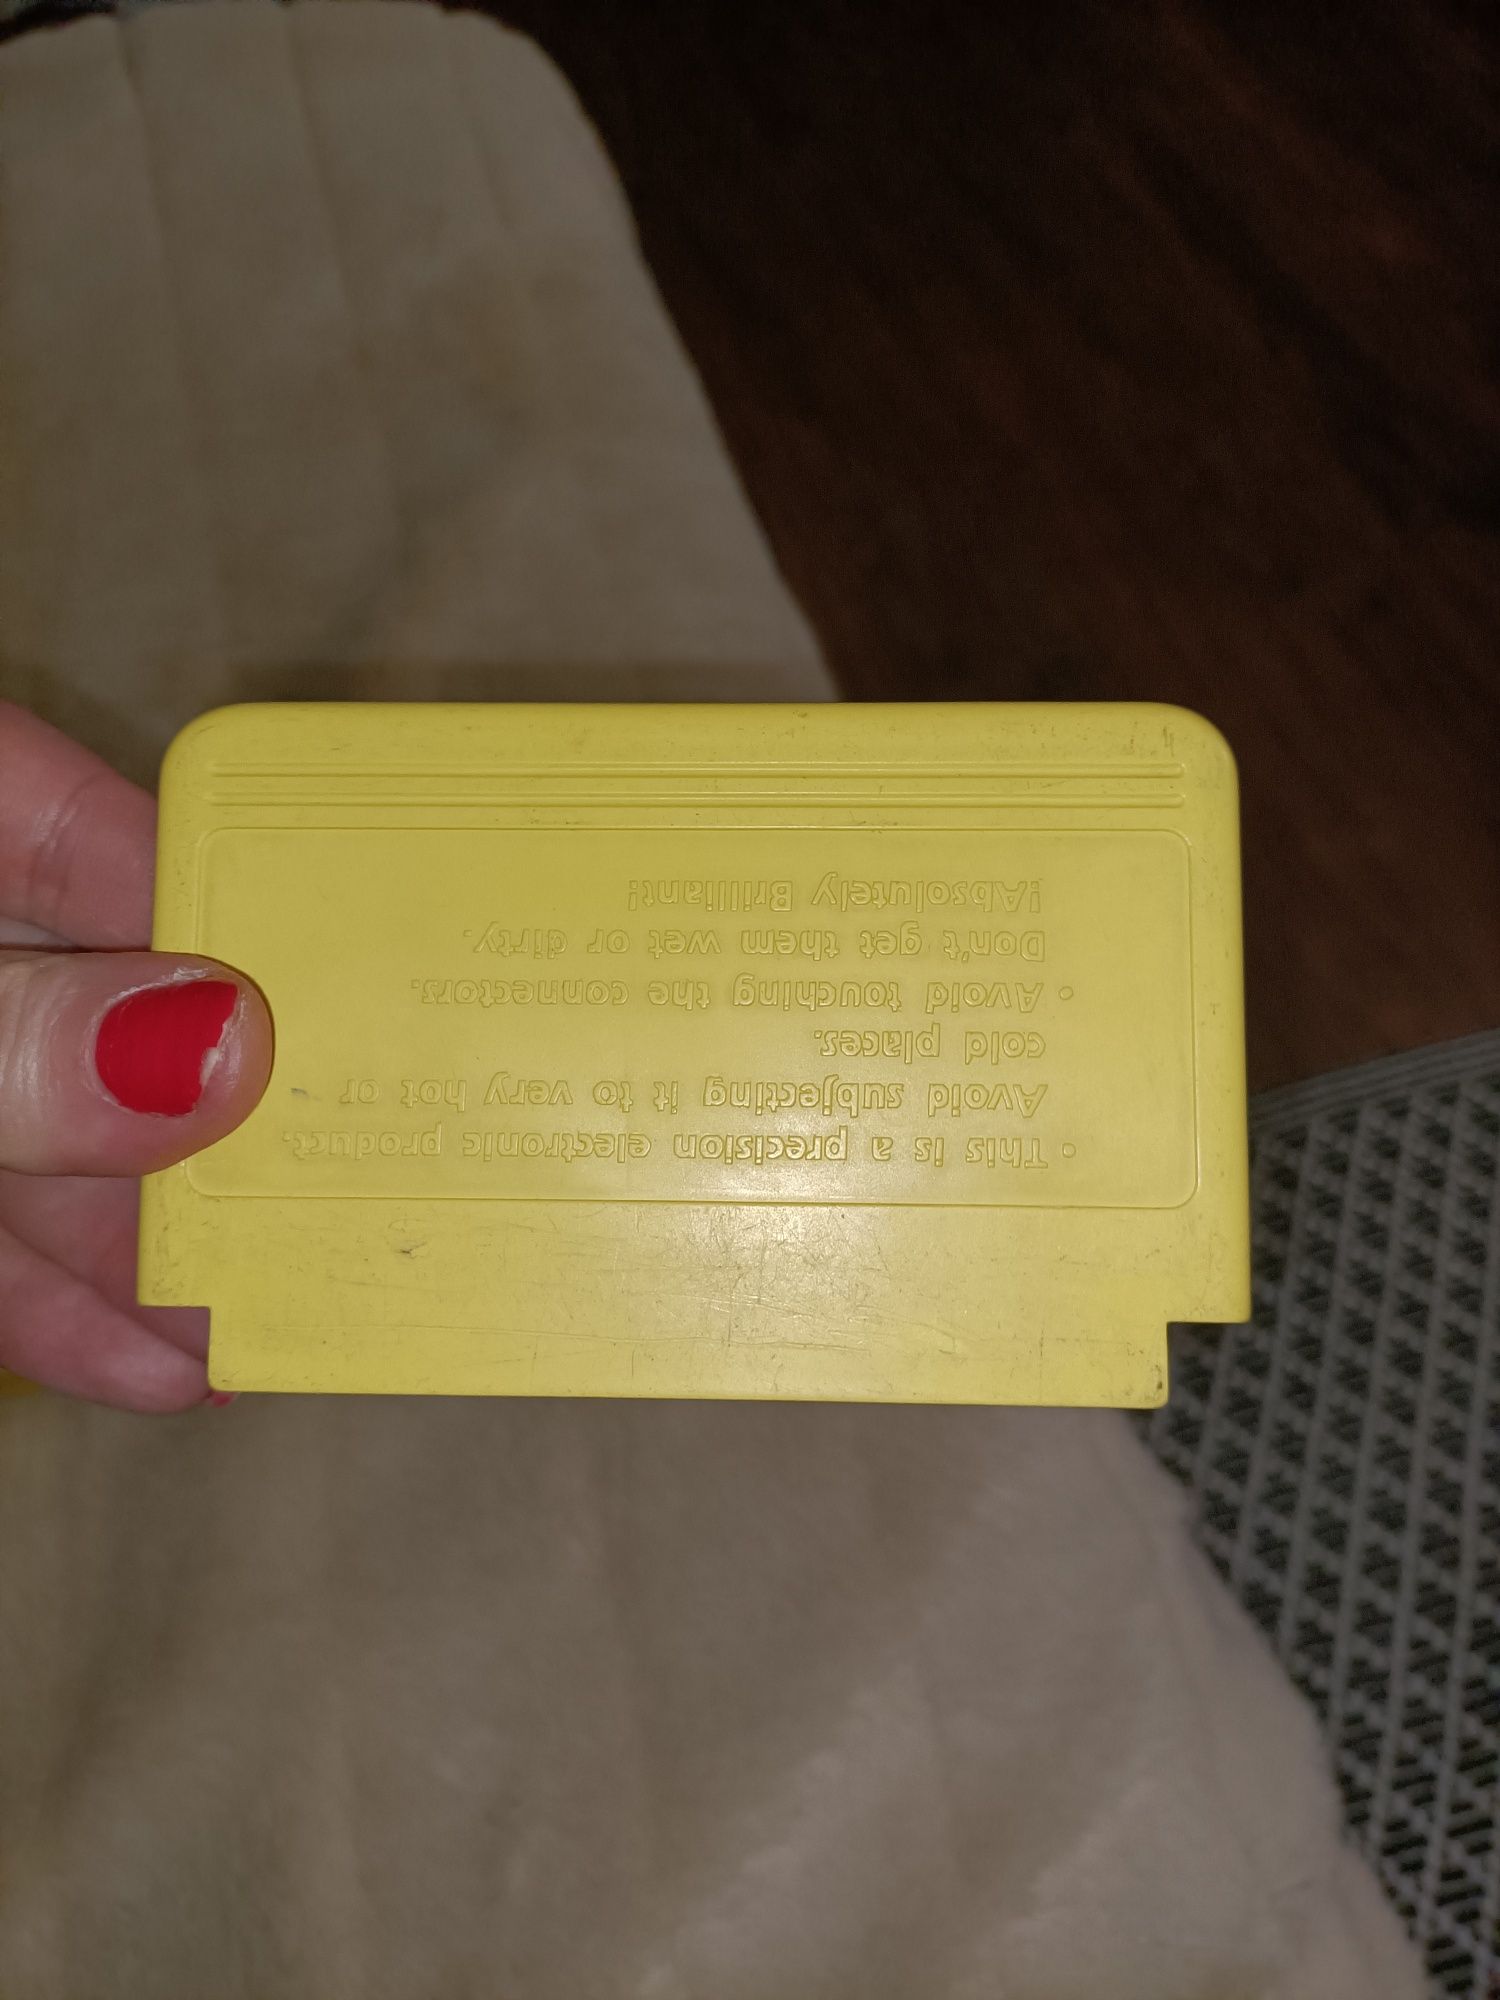 • This is a precision electronic product.
Avoid subjecting it to very hot or
cold places.
• Avoid touching the connectors.
Don't get them wet or dirty.
!Absolutely Brilliant!